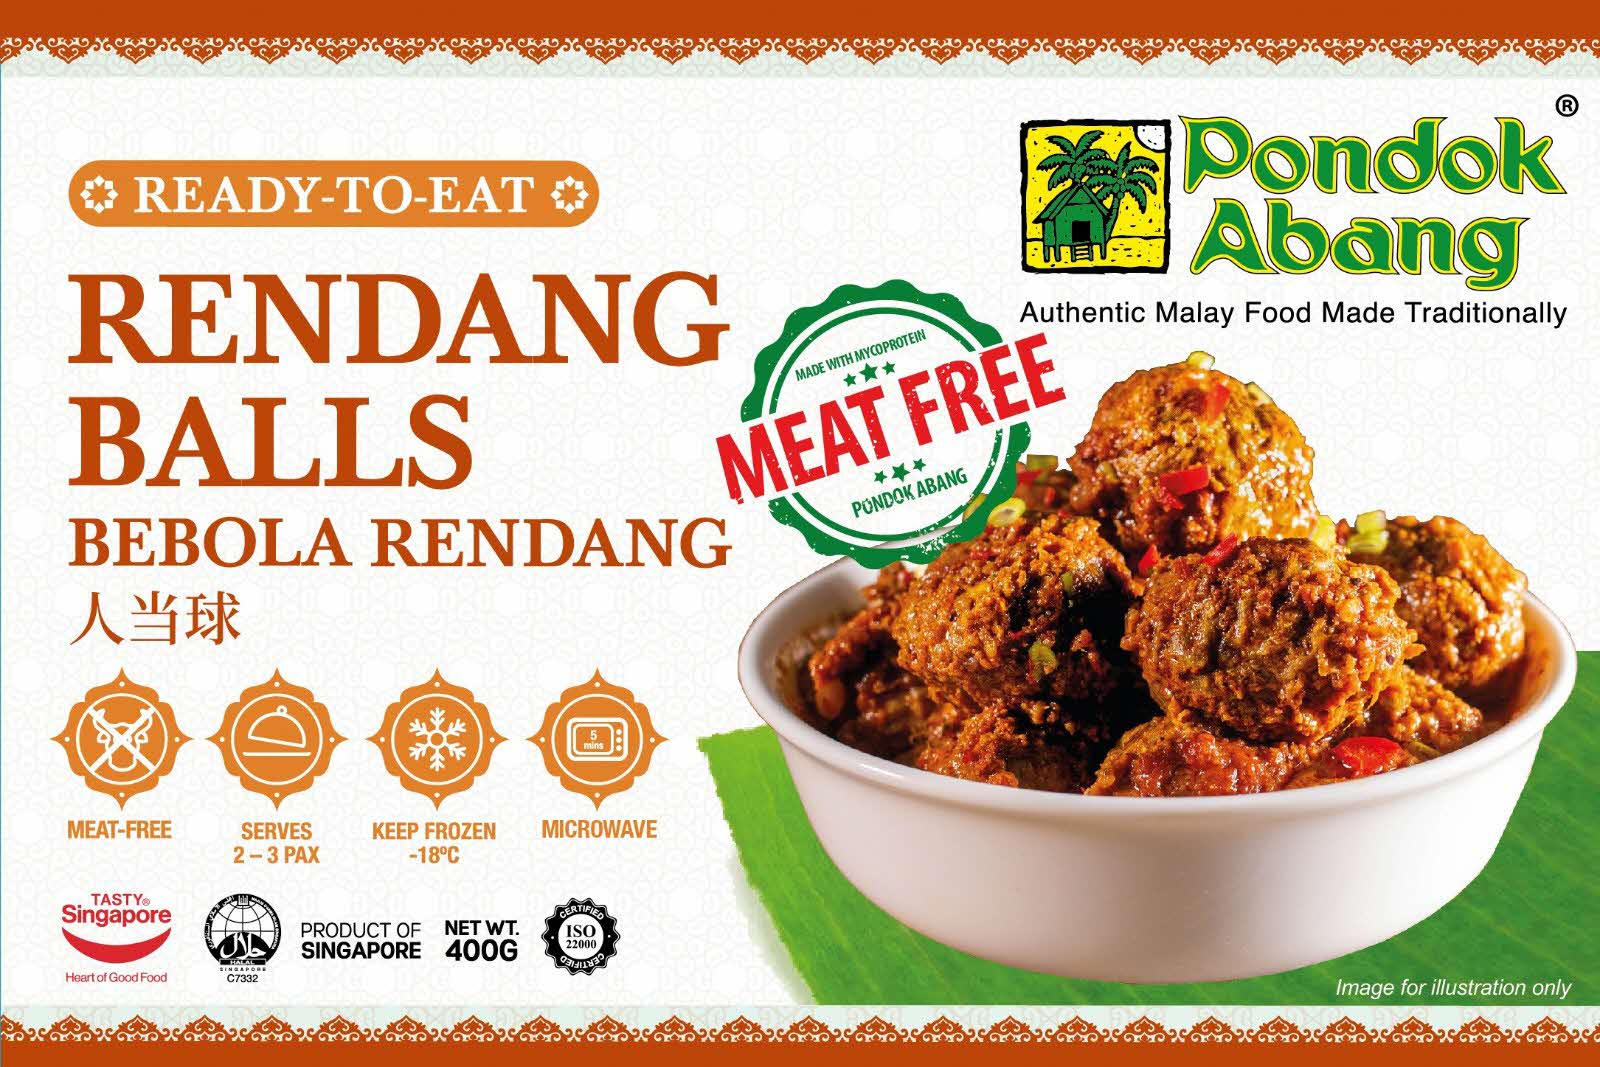 READY-TO-EAT
RENDANG
BALLS
BEBOLA RENDANG
人当球
MEAT-FREE
SERVES
2 – 3 PAX
KEEP FROZEN
-18ºC
5
mins
MICROWAVE
TASTY®
Singapore
Heart of Good Food
حلال
HALAL
SINGAPORE
C7332
PRODUCT OF
SINGAPORE
NET WT.
400G
CERTIFIED
ISO
22000
CERTIFIED
MADE WITH MYCOPROTEIN
MEAT FREE
PONDOK ABANG
Pondok
Abang
®
Authentic Malay Food Made Traditionally
Image for illustration only